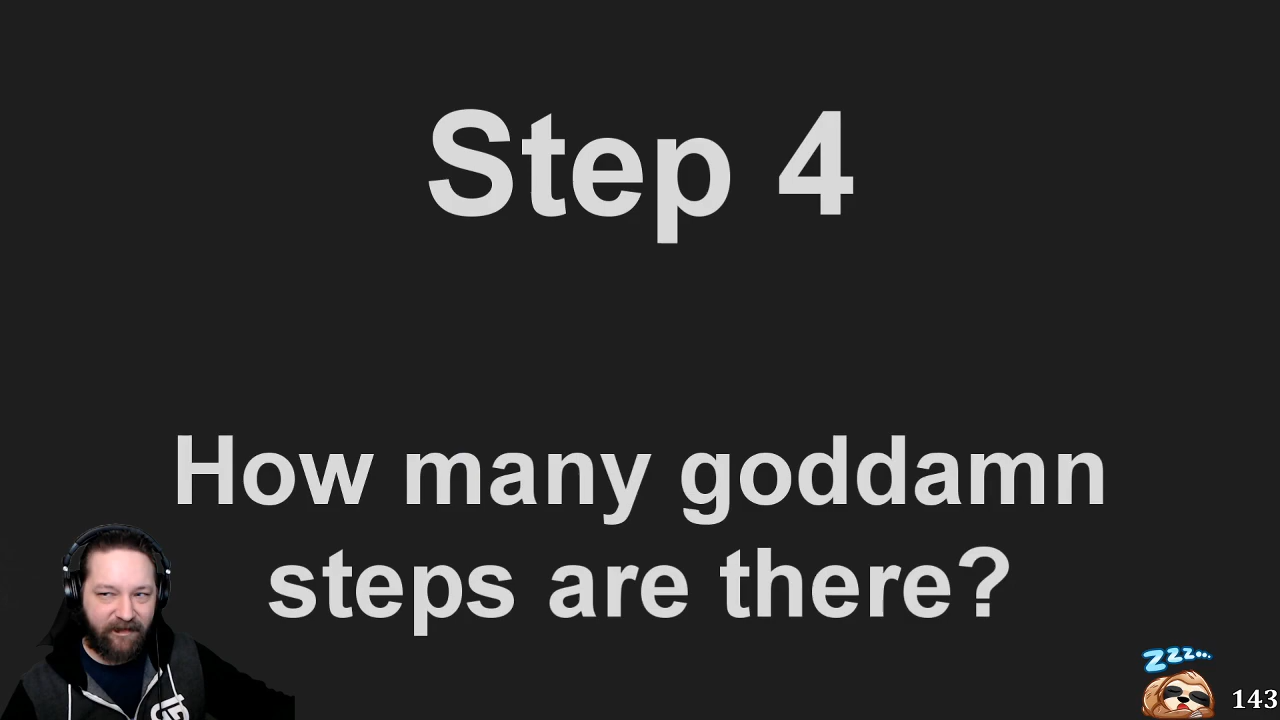 Step 4
How many goddamn
steps are there?
Zzz...
143